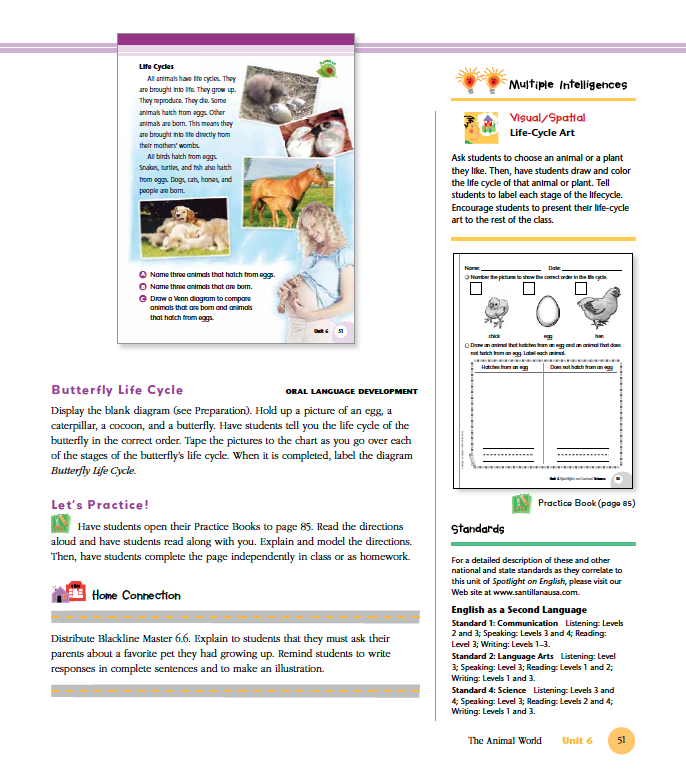 Life Cycles
All animals have life cycles. They
are brought into life. They grow up.
They reproduce. They die. Some
animals hatch from eggs. Other
animals are born. This means they
are brought into life directly from
their mothers' wombs.
All birds hatch from eggs.
Snakes, turtles, and fish also hatch
from eggs. Dogs, cats, horses, and
people are born.
A Name three animals that hatch from eggs.
B Name three animals that are born.
C Draw a Venn diagram to compare
animals that are born and animals
that hatch from eggs.
Unit 6 51
Butterfly Life Cycle ORAL LANGUAGE DEVELOPMENT
Display the blank diagram (see Preparation). Hold up a picture of an egg, a
caterpillar, a cocoon, and a butterfly. Have students tell you the life cycle of the
butterfly in the correct order. Tape the pictures to the chart as you go over each
of the stages of the butterfly's life cycle. When it is completed, label the diagram
Butterfly Life Cycle.
Let's Practice!
Have students open their Practice Books to page 85. Read the directions
aloud and have students read along with you. Explain and model the directions.
Then, have students complete the page independently in class or as homework.
Home Connection
Distribute Blackline Master 6.6. Explain to students that they must ask their
parents about a favorite pet they had growing up. Remind students to write
responses in complete sentences and to make an illustration.
Multiple Intelligences
Visual/Spatial
Life-Cycle Art
Ask students to choose an animal or a plant
they like. Then, have students draw and color
the life cycle of that animal or plant. Tell
students to label each stage of the lifecycle.
Encourage students to present their life-cycle
art to the rest of the class.
Name: Date:
Number the pictures to show the correct order in the life cycle.
chick egg hen
Draw an animal that hatches from an egg and an animal that does
not hatch from an egg. Label each animal.
Hatches from an egg Does not hatch from an egg
Unit 6 Spotlight on Content Science 85
Practice Book (page 85)
Standards
For a detailed description of these and other
national and state standards as they correlate to
this unit of Spotlight on English, please visit our
Web site at www.santillanausa.com.
English as a Second Language
Standard 1: Communication Listening: Levels
2 and 3; Speaking: Levels 3 and 4; Reading:
Level 3; Writing: Levels 1–3.
Standard 2: Language Arts Listening: Level
3; Speaking: Level 3; Reading: Levels 1 and 2;
Writing: Levels 1 and 3.
Standard 4: Science Listening: Levels 3 and
4; Speaking: Level 3; Reading: Levels 2 and 4;
Writing: Levels 1 and 3.
The Animal World Unit 6 51